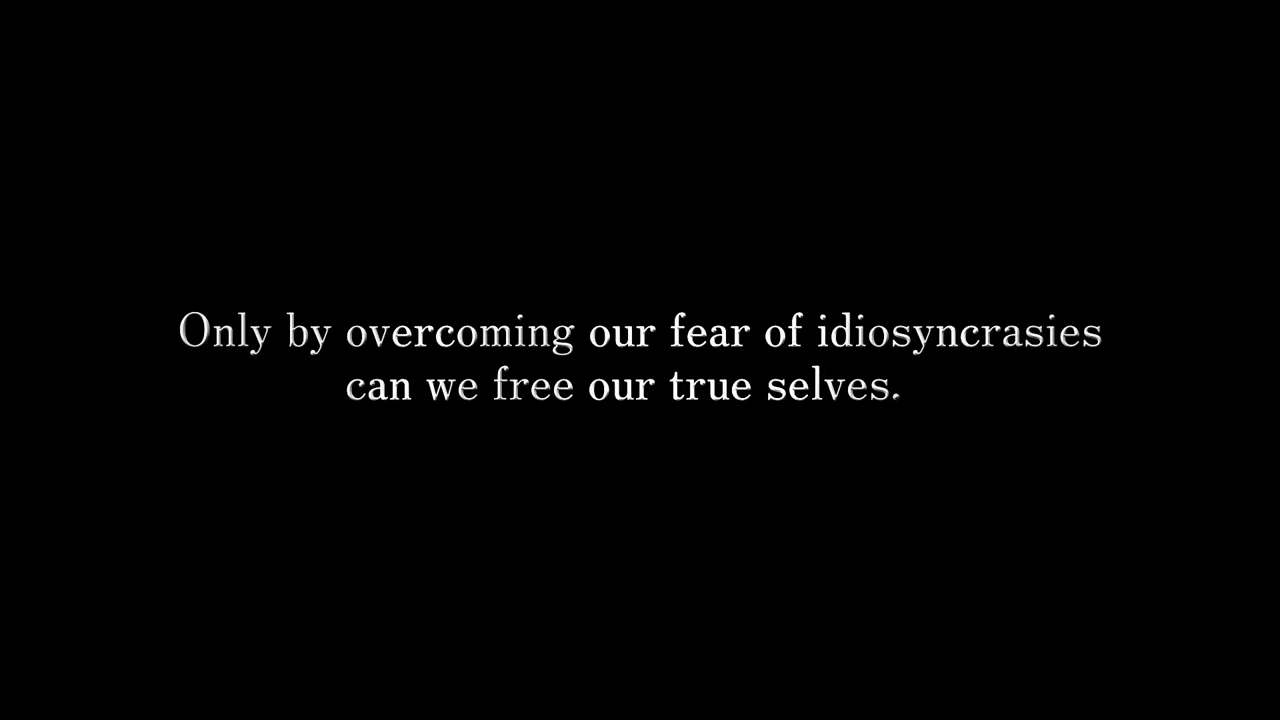 Only by overcoming our fear of idiosyncrasies
can we free our true selves.